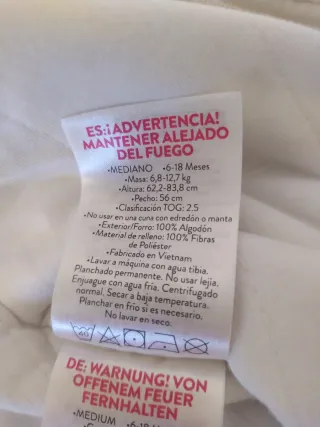 ES:¡ADVERTENCIA!
MANTENER ALEJADO
DEL FUEGO
•MEDIANO •6-18 Meses
•Masa: 6,8-12,7 kg
•Altura: 62,2-83,8 cm
•Pecho: 56 cm
•Clasificación TOG: 2.5
•No usar en una cuna con edredón o manta
•Exterior/Forro: 100% Algodón
•Material de relleno: 100% Fibras
de Poliéster
•Fabricado en Vietnam
•Lavar a máquina con agua tibia.
Planchado permanente. No usar lejía.
Enjuague con agua fría. Centrifugado
normal. Secar a baja temperatura.
Planchar en frío si es necesario.
No lavar en seco.
DE: WARNUNG! VON
OFFENEM FEUER
FERNHALTEN
•MEDIUM